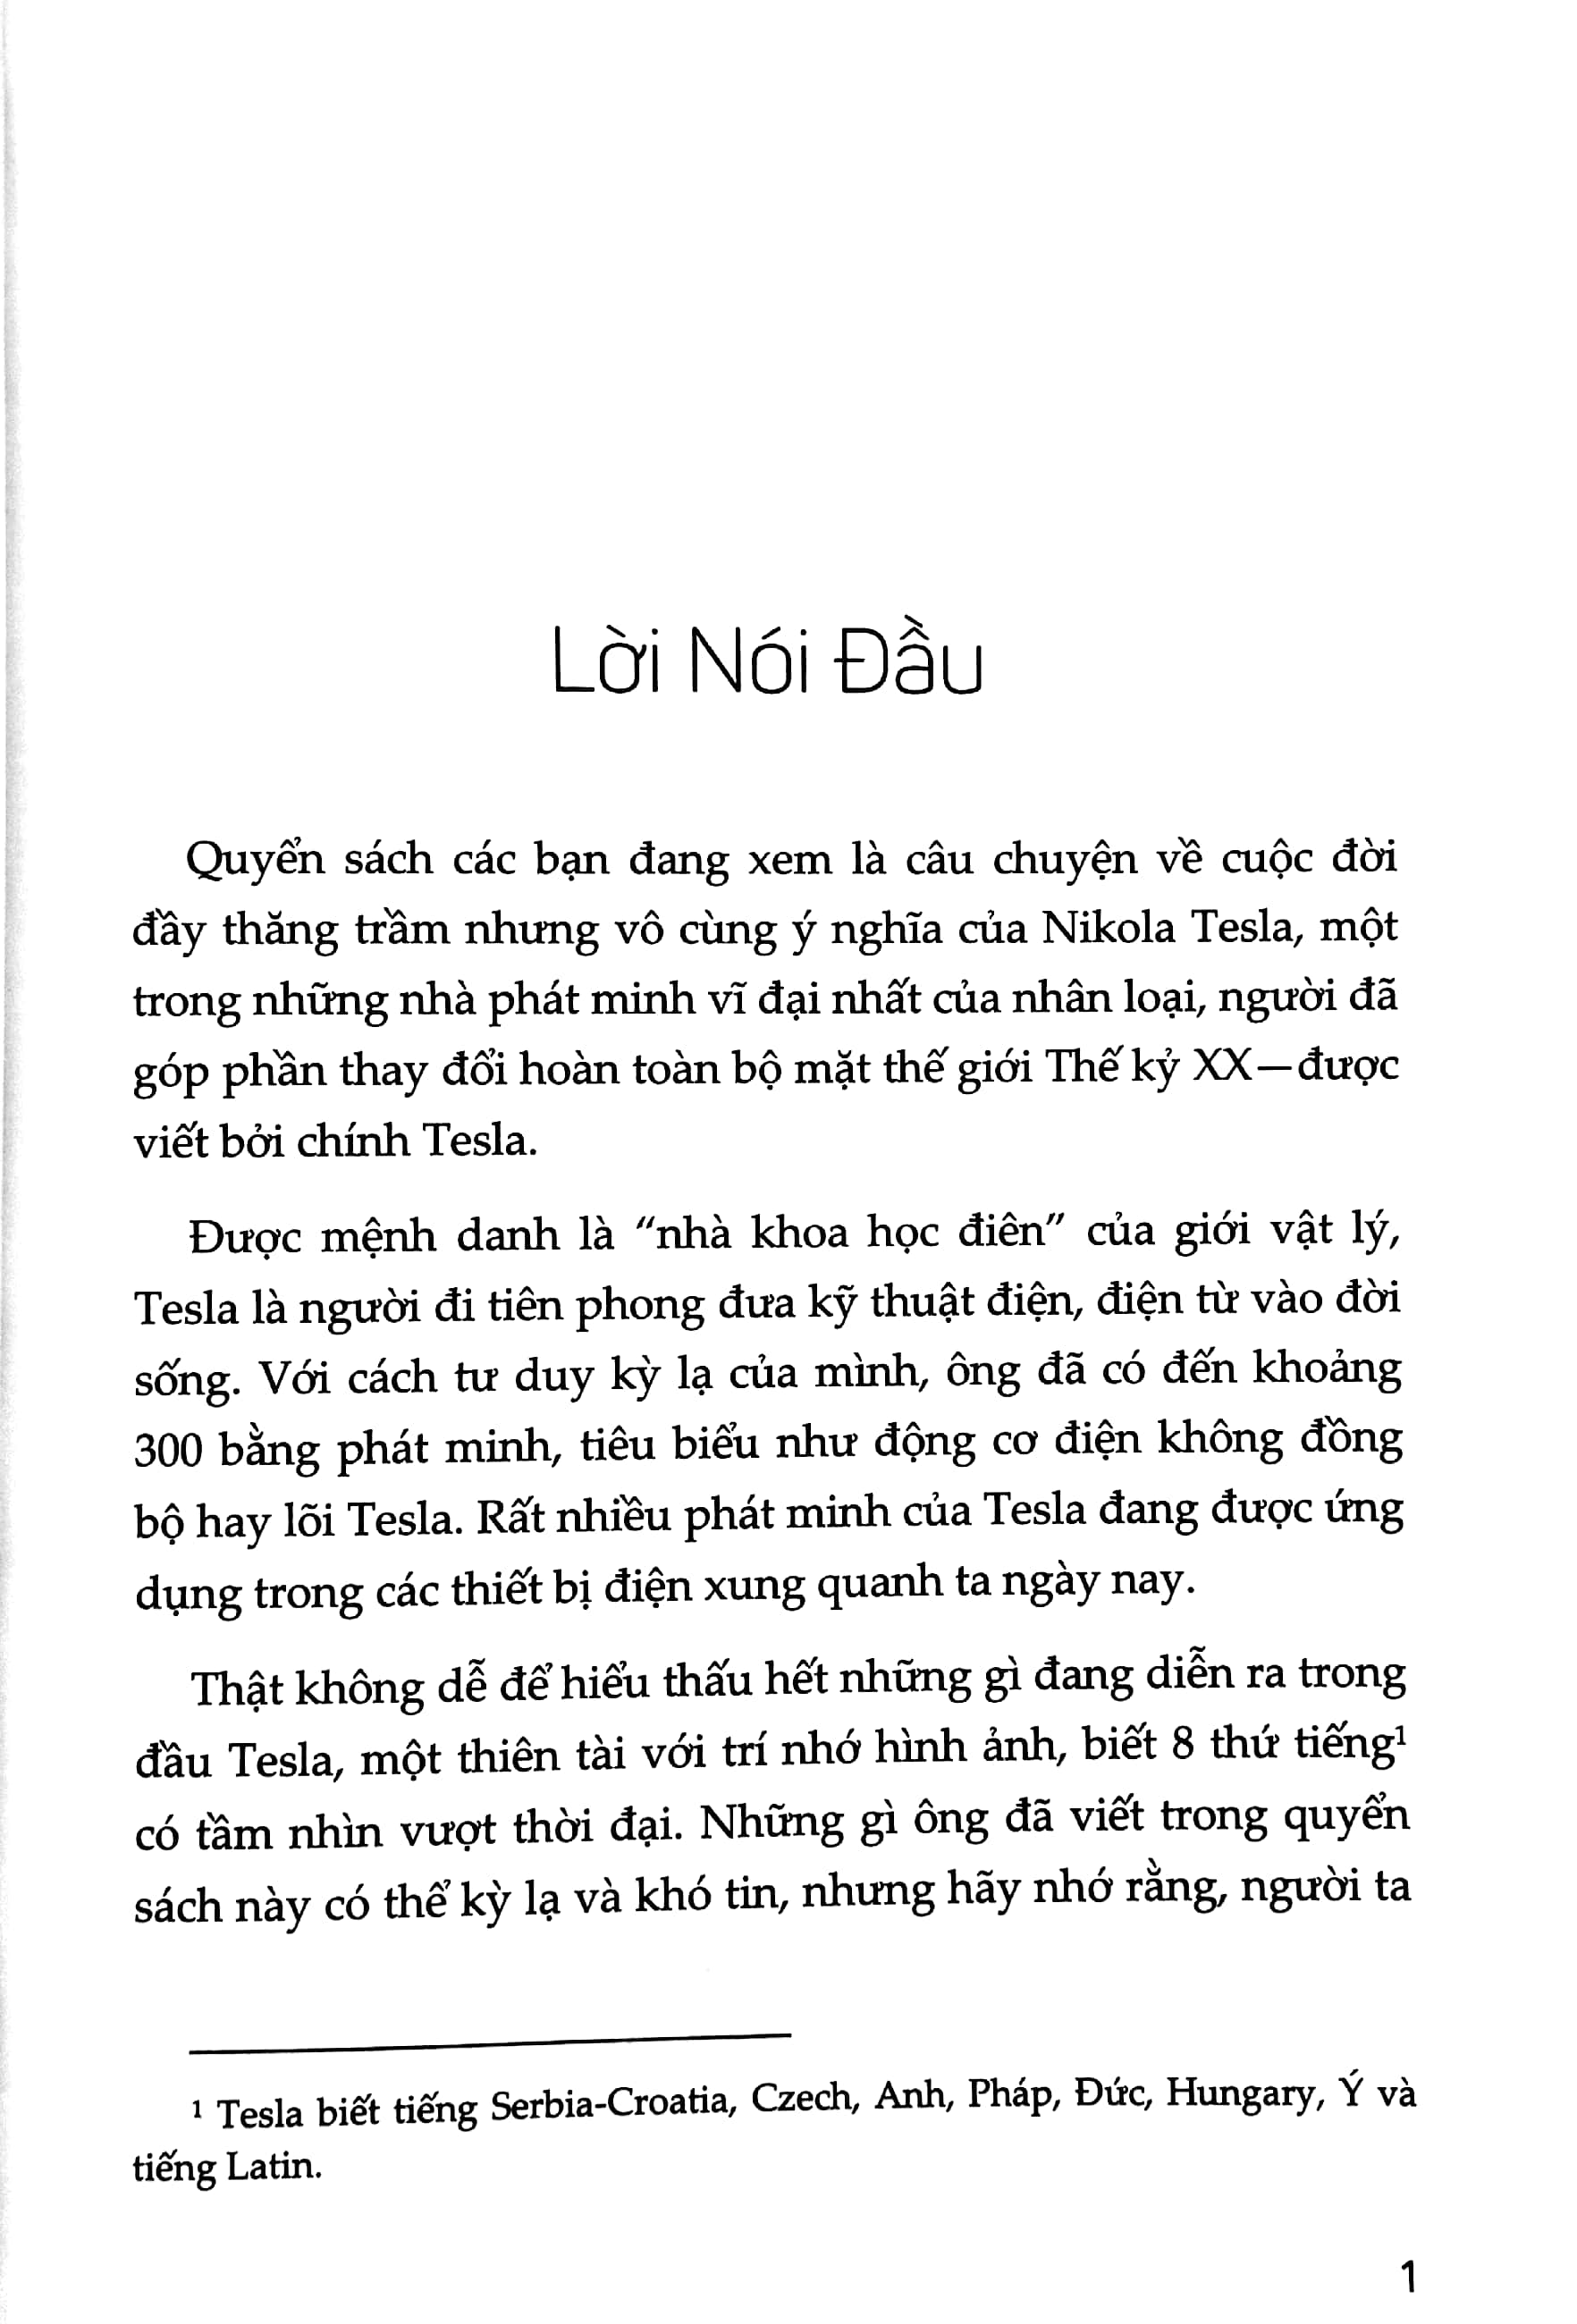 Lời Nói Đầu
Quyển sách các bạn đang xem là câu chuyện về cuộc đời
đầy thăng trầm nhưng vô cùng ý nghĩa của Nikola Tesla, một
trong những nhà phát minh vĩ đại nhất của nhân loại, người đã
góp phần thay đổi hoàn toàn bộ mặt thế giới Thế kỷ XX—được
viết bởi chính Tesla.
Được mệnh danh là "nhà khoa học điên" của giới vật lý,
Tesla là người đi tiên phong đưa kỹ thuật điện, điện từ vào đời
sống. Với cách tư duy kỳ lạ của mình, ông đã có đến khoảng
300 bằng phát minh, tiêu biểu như động cơ điện không đồng
bộ hay lõi Tesla. Rất nhiều phát minh của Tesla đang được ứng
dụng trong các thiết bị điện xung quanh ta ngày nay.
Thật không dễ để hiểu thấu hết những gì đang diễn ra trong
đầu Tesla, một thiên tài với trí nhớ hình ảnh, biết 8 thứ tiếng¹
có tầm nhìn vượt thời đại. Những gì ông đã viết trong quyển
sách này có thể kỳ lạ và khó tin, nhưng hãy nhớ rằng, người ta
¹ Tesla biết tiếng Serbia-Croatia, Czech, Anh, Pháp, Đức, Hungary, Ý và
tiếng Latin.
1